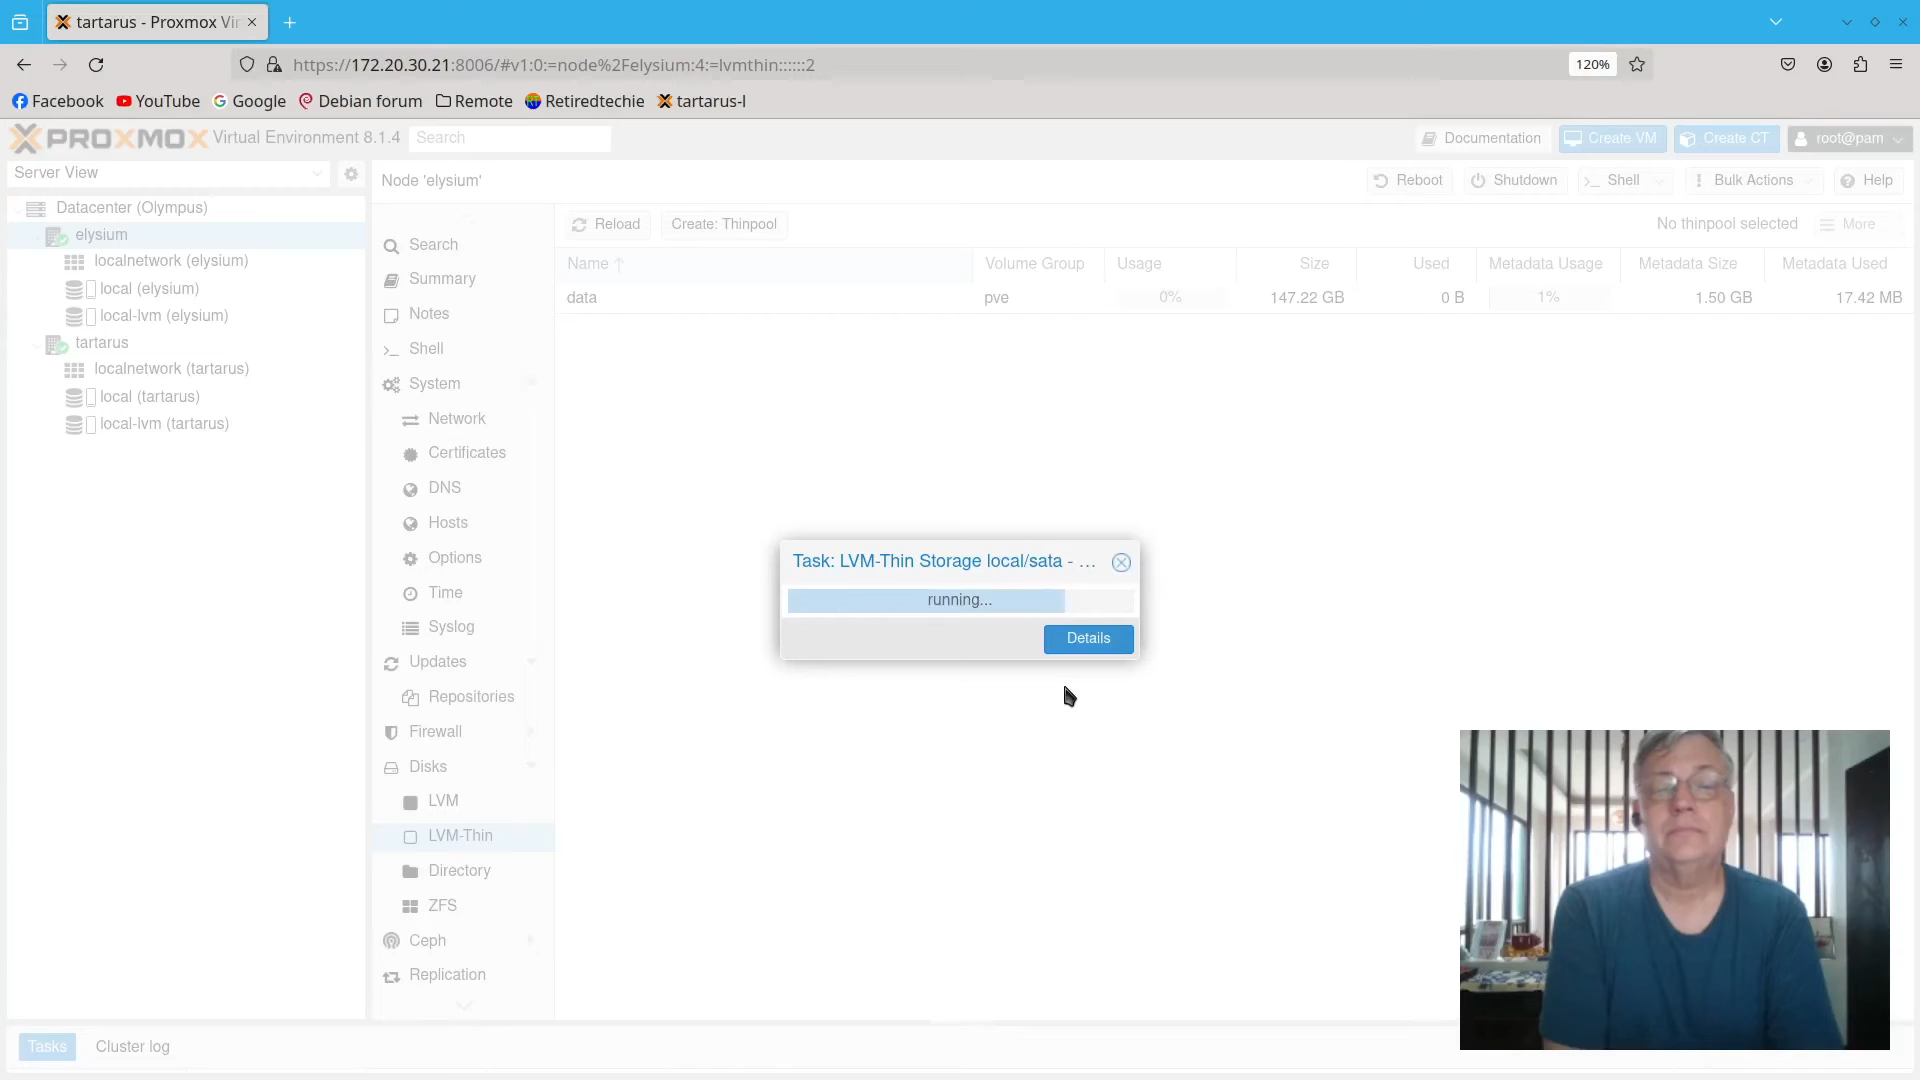 tartarus - Proxmox Vir
https://172.20.30.21:8006/#v1:0:=node%2Felysium:4:=lvmthin::::::2
120%
Facebook
YouTube
Google
Debian forum
Remote
Retiredtechie
tartarus-l
PROXMOX
Virtual Environment 8.1.4
Search
Documentation
Create VM
Create CT
root@pam
Server View
Node 'elysium'
Reboot
Shutdown
Shell
Bulk Actions
Help
Datacenter (Olympus)
elysium
localnetwork (elysium)
local (elysium)
local-lvm (elysium)
tartarus
localnetwork (tartarus)
local (tartarus)
local-lvm (tartarus)
Search
Summary
Notes
Shell
System
Network
Certificates
DNS
Hosts
Options
Time
Syslog
Updates
Repositories
Firewall
Disks
LVM
LVM-Thin
Directory
ZFS
Ceph
Replication
Reload
Create: Thinpool
No thinpool selected
More
Name Volume Group Usage Size Used Metadata Usage Metadata Size Metadata Used
data pve 0% 147.22 GB 0 B 1% 1.50 GB 17.42 MB
Task: LVM-Thin Storage local/sata - ...
running...
Details
Tasks
Cluster log